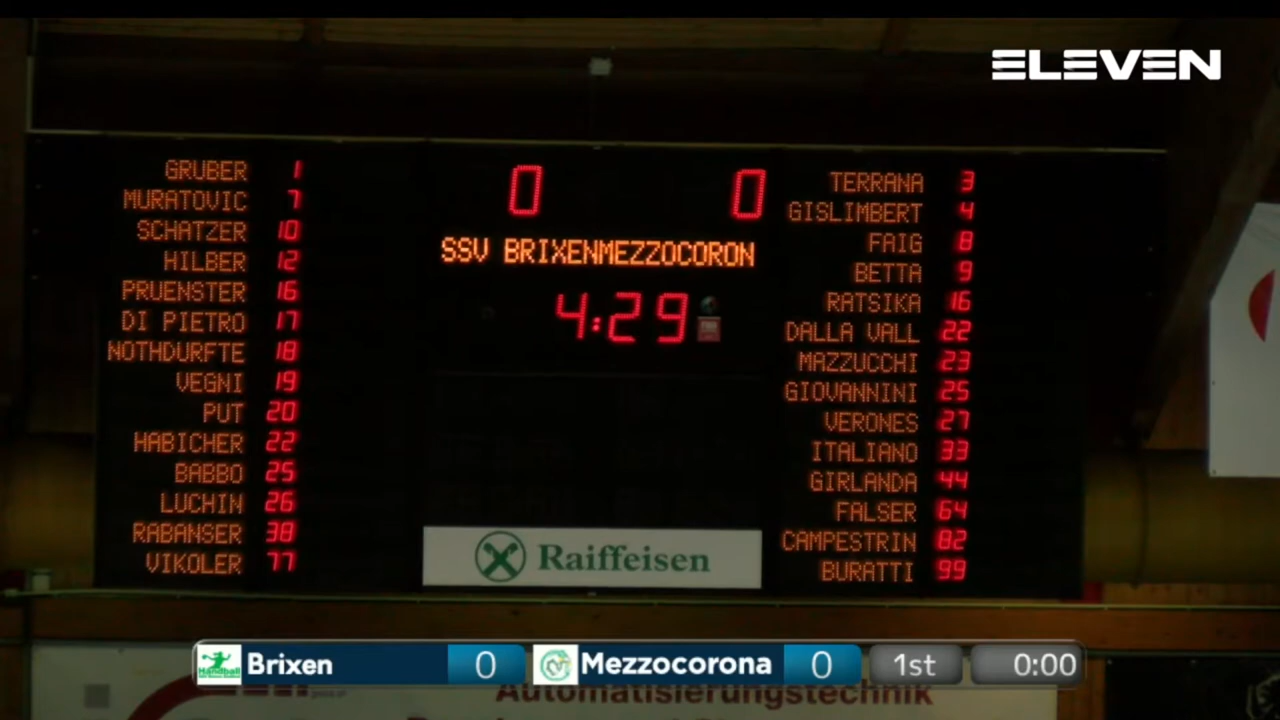 ELEVEN
GRUBER 1
MURATOVIC 7
SCHATZER 10
HILBER 12
PRUENSTER 16
DI PIETRO 17
NOTHDURFTE 18
VEGNI 19
PUT 20
HABICHER 22
BABBO 25
LUCHIN 26
RABANSER 38
VIKOLER 77
0 0
SSV BRIXENMEZZOCORON
4:29
TERRANA 3
GISLIMBERT 4
FAIG 8
BETTA 9
RATSIKA 16
DALLA VALL 22
MAZZUCCHI 23
GIOVANNINI 25
VERONES 27
ITALIANO 33
GIRLANDA 44
FALSER 64
CAMPESTRIN 82
BURATTI 99
Raiffeisen
Handball
Brixen 0 Mezzocorona 0 1st 0:00
Automatisierungstechnik